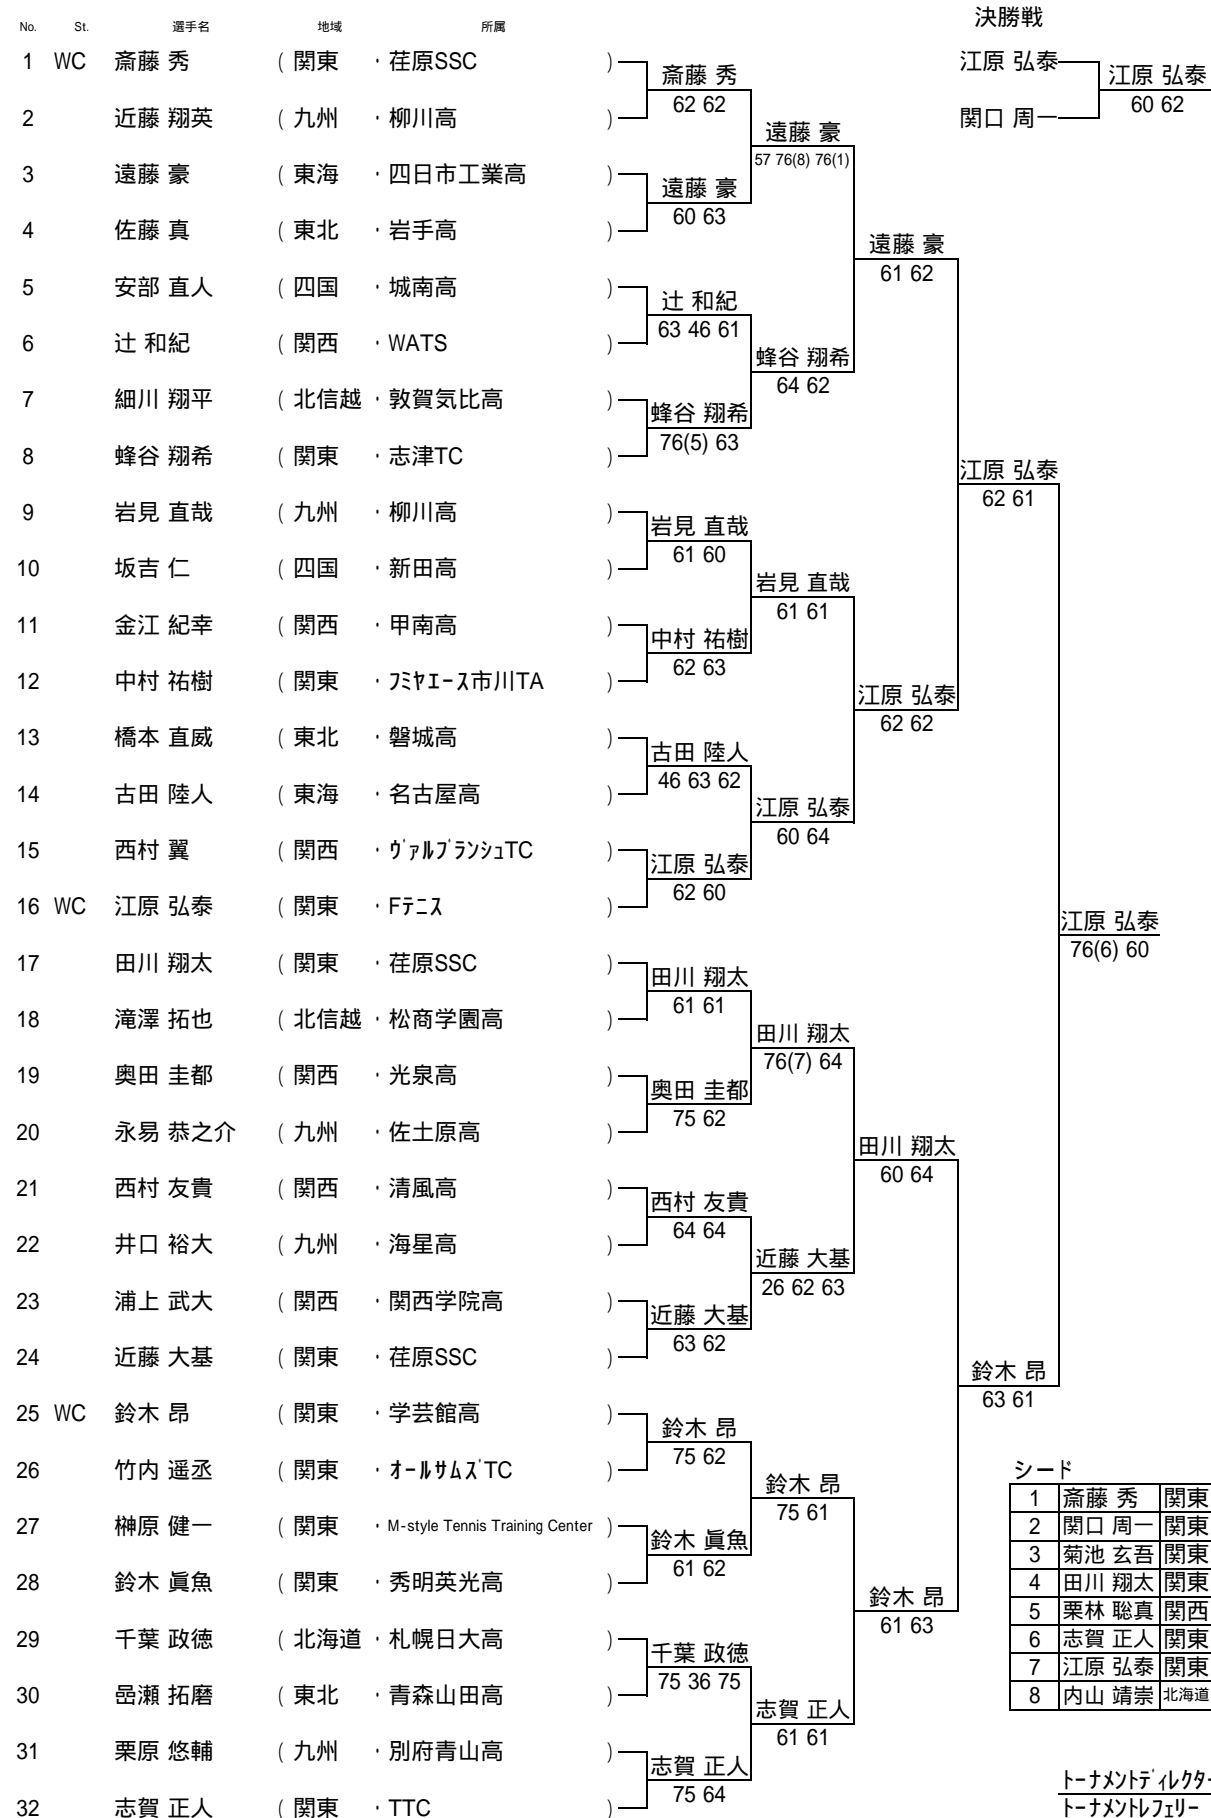 決勝戦
No. St. 選手名 地域 所属
1 WC 斎藤 秀 ( 関東 ・ 荏原SSC )
江原 弘泰
斎藤 秀
江原 弘泰
62 62
60 62
2 近藤 翔英 ( 九州 ・ 柳川高 )
関口 周一
遠藤 豪
57 76(8) 76(1)
3 遠藤 豪 ( 東海 ・ 四日市工業高 )
遠藤 豪
60 63
4 佐藤 真 ( 東北 ・ 岩手高 )
遠藤 豪
61 62
5 安部 直人 ( 四国 ・ 城南高 )
辻 和紀
63 46 61
6 辻 和紀 ( 関西 ・ WATS )
蜂谷 翔希
64 62
7 細川 翔平 ( 北信越 ・ 敦賀気比高 )
蜂谷 翔希
76(5) 63
8 蜂谷 翔希 ( 関東 ・ 志津TC )
江原 弘泰
62 61
9 岩見 直哉 ( 九州 ・ 柳川高 )
岩見 直哉
61 60
10 坂吉 仁 ( 四国 ・ 新田高 )
岩見 直哉
61 61
11 金江 紀幸 ( 関西 ・ 甲南高 )
中村 祐樹
62 63
12 中村 祐樹 ( 関東 ・ フミヤエース市川TA )
江原 弘泰
62 62
13 橋本 直威 ( 東北 ・ 磐城高 )
古田 陸人
46 63 62
14 古田 陸人 ( 東海 ・ 名古屋高 )
江原 弘泰
60 64
15 西村 翼 ( 関西 ・ ヴァルブランシュTC )
江原 弘泰
62 60
16 WC 江原 弘泰 ( 関東 ・ Fテニス )
江原 弘泰
76(6) 60
17 田川 翔太 ( 関東 ・ 荏原SSC )
田川 翔太
61 61
18 滝澤 拓也 ( 北信越 ・ 松商学園高 )
田川 翔太
76(7) 64
19 奥田 圭都 ( 関西 ・ 光泉高 )
奥田 圭都
75 62
20 永易 恭之介 ( 九州 ・ 佐土原高 )
田川 翔太
60 64
21 西村 友貴 ( 関西 ・ 清風高 )
西村 友貴
64 64
22 井口 裕大 ( 九州 ・ 海星高 )
近藤 大基
26 62 63
23 浦上 武大 ( 関西 ・ 関西学院高 )
近藤 大基
63 62
24 近藤 大基 ( 関東 ・ 荏原SSC )
鈴木 昂
63 61
25 WC 鈴木 昂 ( 関東 ・ 学芸館高 )
鈴木 昂
75 62
26 竹内 遥丞 ( 関東 ・ オールサムズTC )
鈴木 昂
75 61
27 榊原 健一 ( 関東 ・ M-style Tennis Training Center )
鈴木 眞魚
61 62
28 鈴木 眞魚 ( 関東 ・ 秀明英光高 )
鈴木 昂
61 63
29 千葉 政徳 ( 北海道 ・ 札幌日大高 )
千葉 政徳
75 36 75
30 喦瀬 拓磨 ( 東北 ・ 青森山田高 )
志賀 正人
61 61
31 栗原 悠輔 ( 九州 ・ 別府青山高 )
志賀 正人
75 64
32 志賀 正人 ( 関東 ・ TTC )
シード
1 斎藤 秀 関東
2 関口 周一 関東
3 菊池 玄吾 関東
4 田川 翔太 関東
5 栗林 聡真 関西
6 志賀 正人 関東
7 江原 弘泰 関東
8 内山 靖崇 北海道
トーナメントディレクター
トーナメントレフェリー